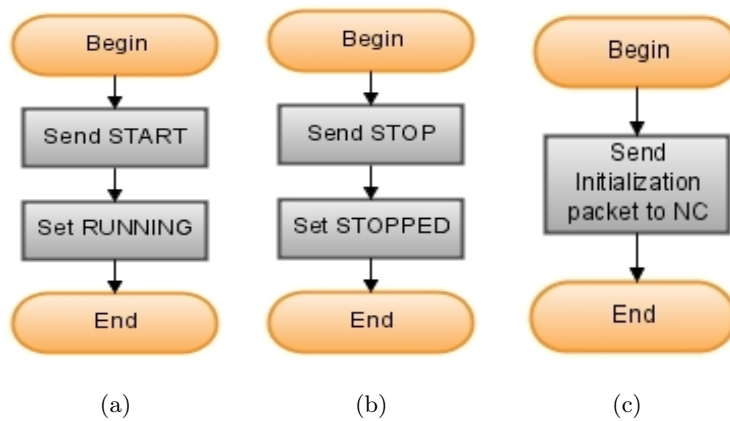 Begin
Send START
Set RUNNING
End
(a)
Begin
Send STOP
Set STOPPED
End
(b)
Begin
Send
Initialization
packet to NC
End
(c)